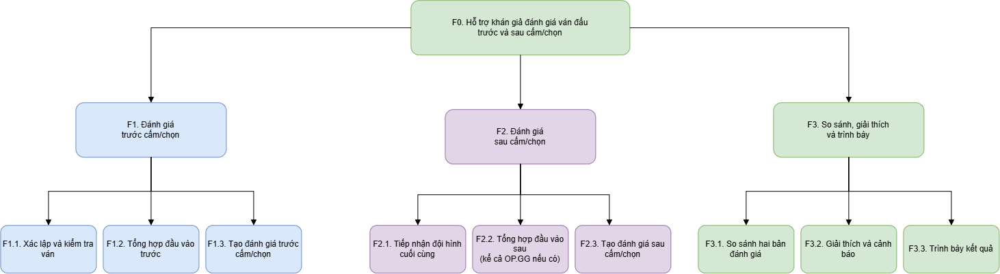 F0. Hỗ trợ khán giả đánh giá ván đấu
trước và sau cấm/chọn
F1. Đánh giá
trước cấm/chọn
F2. Đánh giá
sau cấm/chọn
F3. So sánh, giải thích
và trình bày
F1.1. Xác lập và kiểm tra
ván
F1.2. Tổng hợp đầu vào
trước
F1.3. Tạo đánh giá trước
cấm/chọn
F2.1. Tiếp nhận đội hình
cuối cùng
F2.2. Tổng hợp đầu vào
sau
(kể cả OP.GG nếu có)
F2.3. Tạo đánh giá sau
cấm/chọn
F3.1. So sánh hai bản
đánh giá
F3.2. Giải thích và cảnh
báo
F3.3. Trình bày kết quả